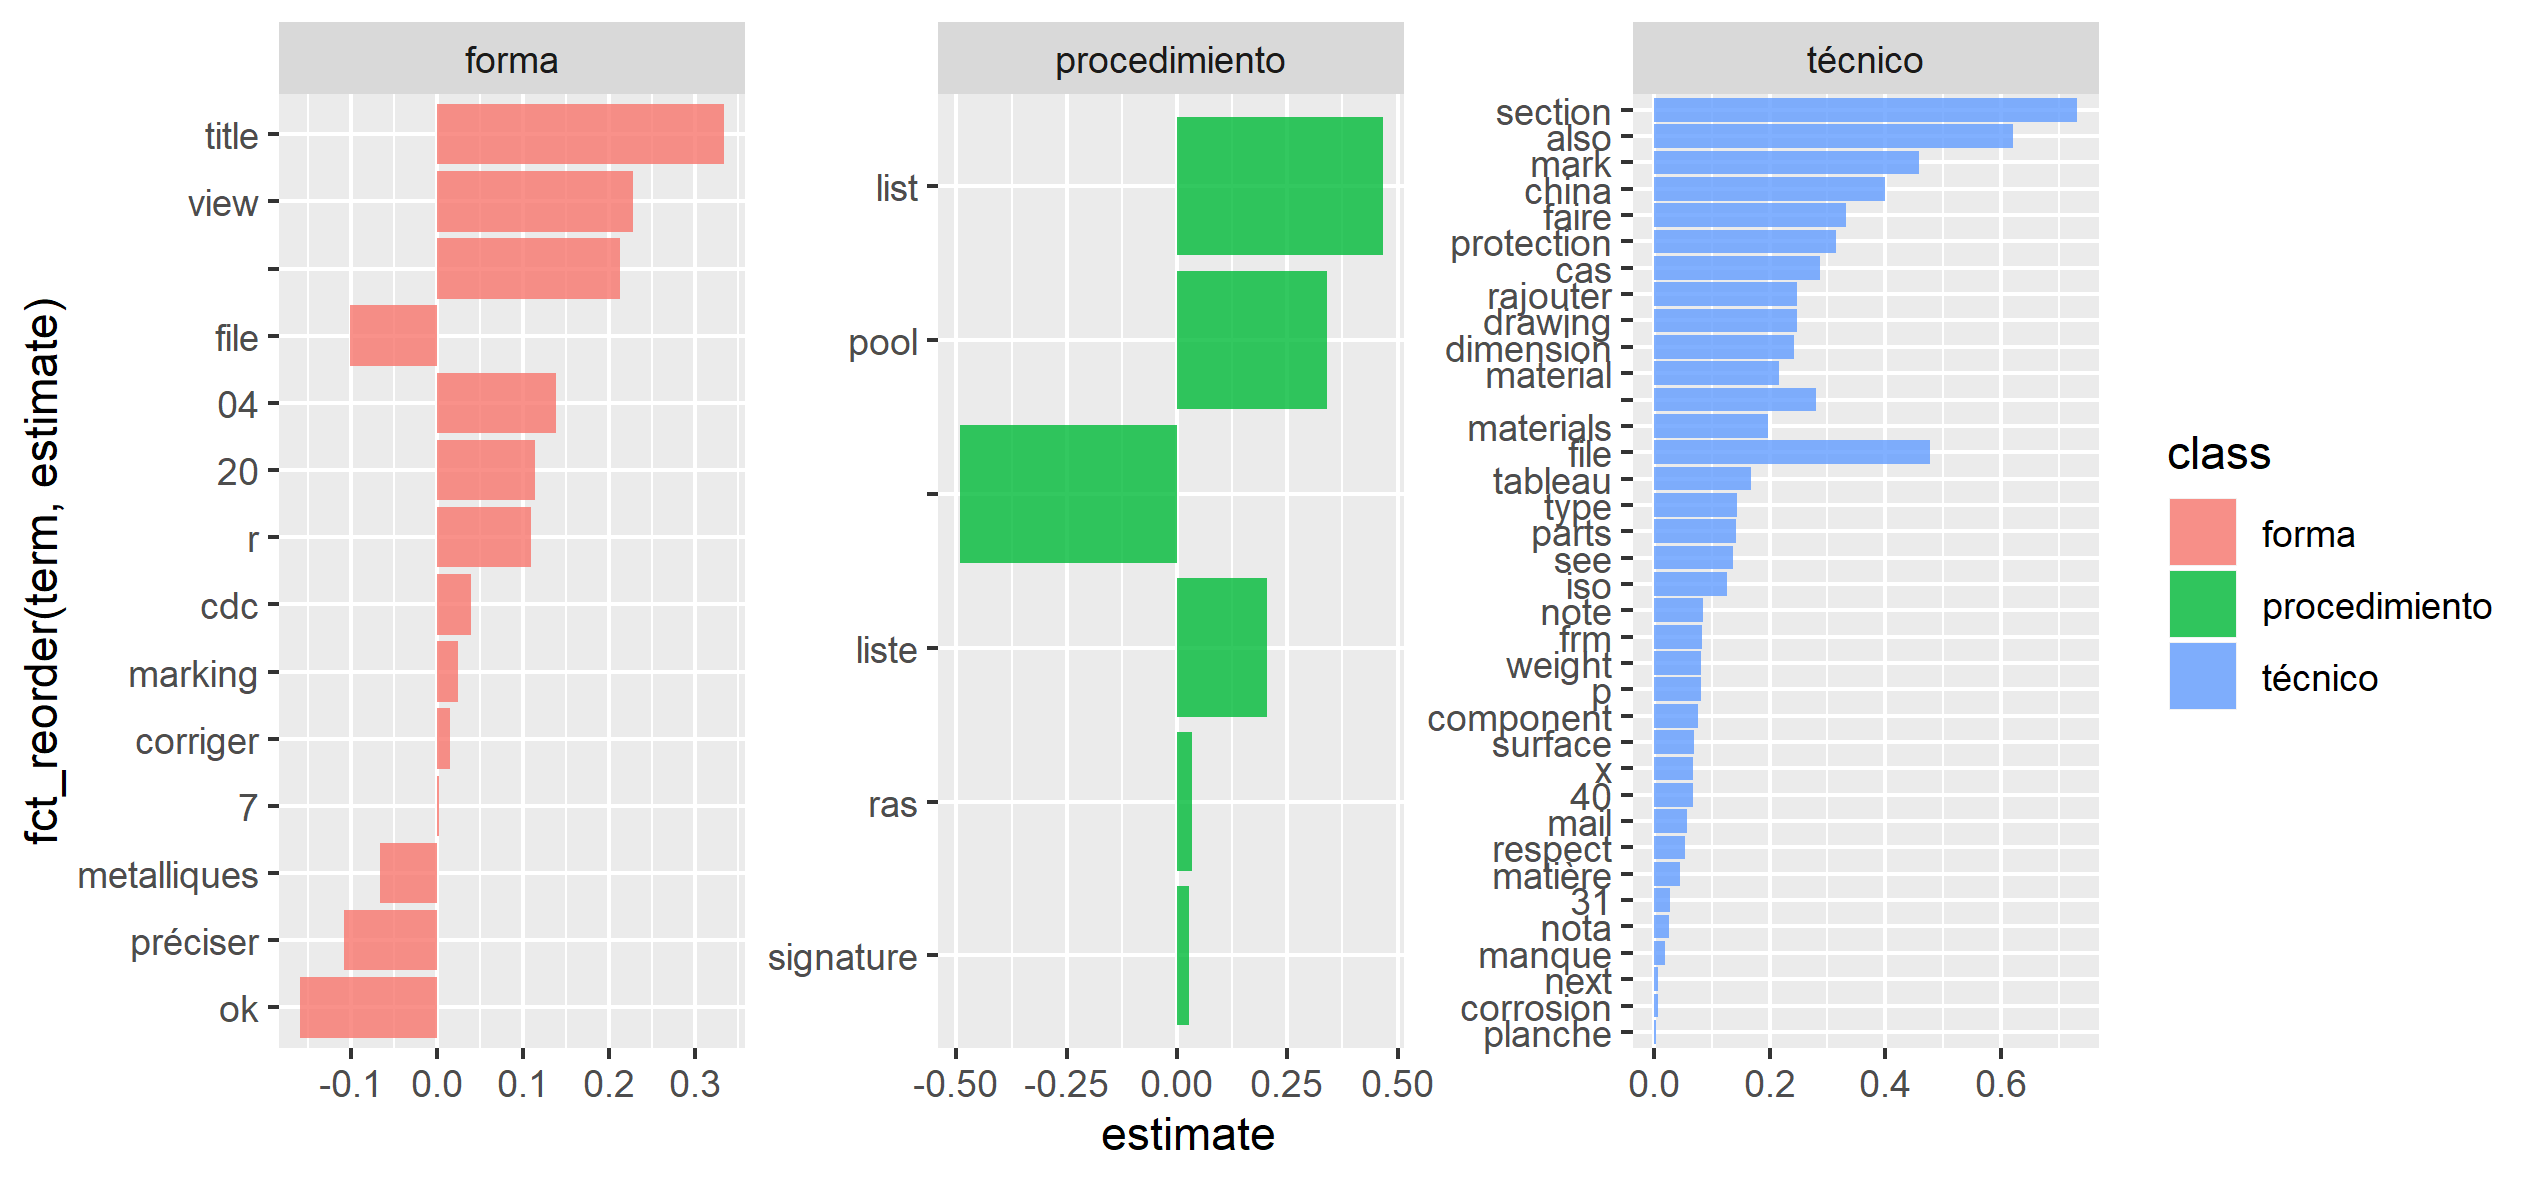 forma
title
view
file
04
20
r
cdc
marking
corriger
7
metalliques
préciser
ok
-0.1 0.0 0.1 0.2 0.3
procedimiento
list
pool
liste
ras
signature
-0.50 -0.25 0.00 0.25 0.50
técnico
section
also
mark
china
faire
protection
cas
rajouter
drawing
dimension
material
materials
file
tableau
type
parts
see
iso
note
frm
weight
p
component
surface
x
40
mail
respect
matière
31
nota
manque
next
corrosion
planche
0.0 0.2 0.4 0.6
fct_reorder(term, estimate)
estimate
class
forma
procedimiento
técnico